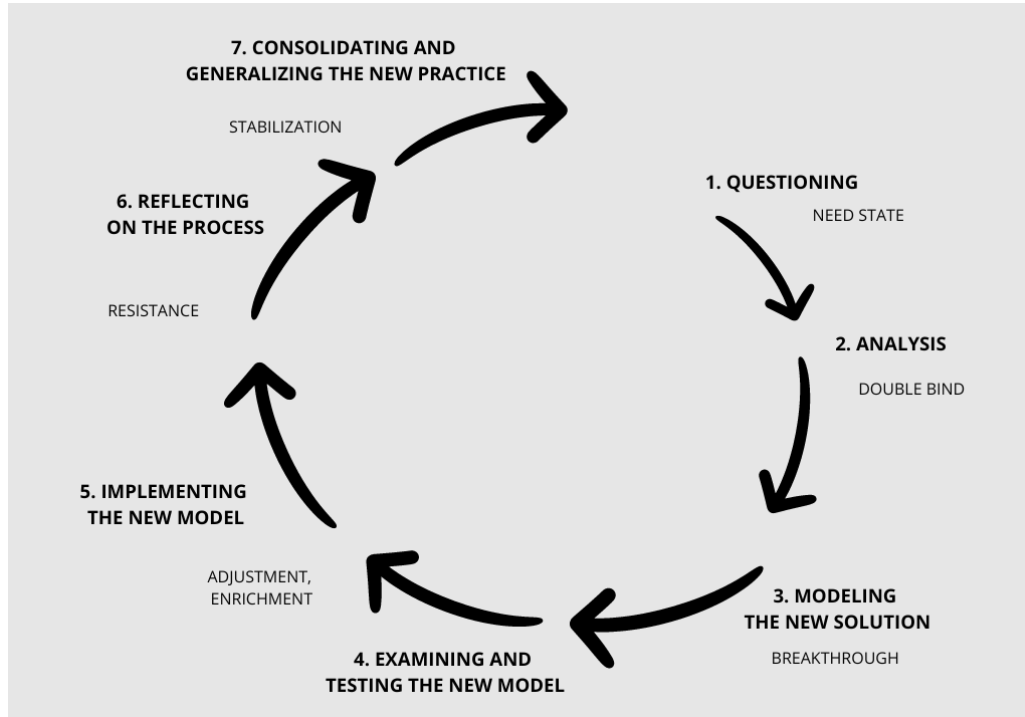 1. QUESTIONING
NEED STATE
2. ANALYSIS
DOUBLE BIND
3. MODELING
THE NEW SOLUTION
BREAKTHROUGH
4. EXAMINING AND
TESTING THE NEW MODEL
ADJUSTMENT,
ENRICHMENT
5. IMPLEMENTING
THE NEW MODEL
RESISTANCE
6. REFLECTING
ON THE PROCESS
STABILIZATION
7. CONSOLIDATING AND
GENERALIZING THE NEW PRACTICE